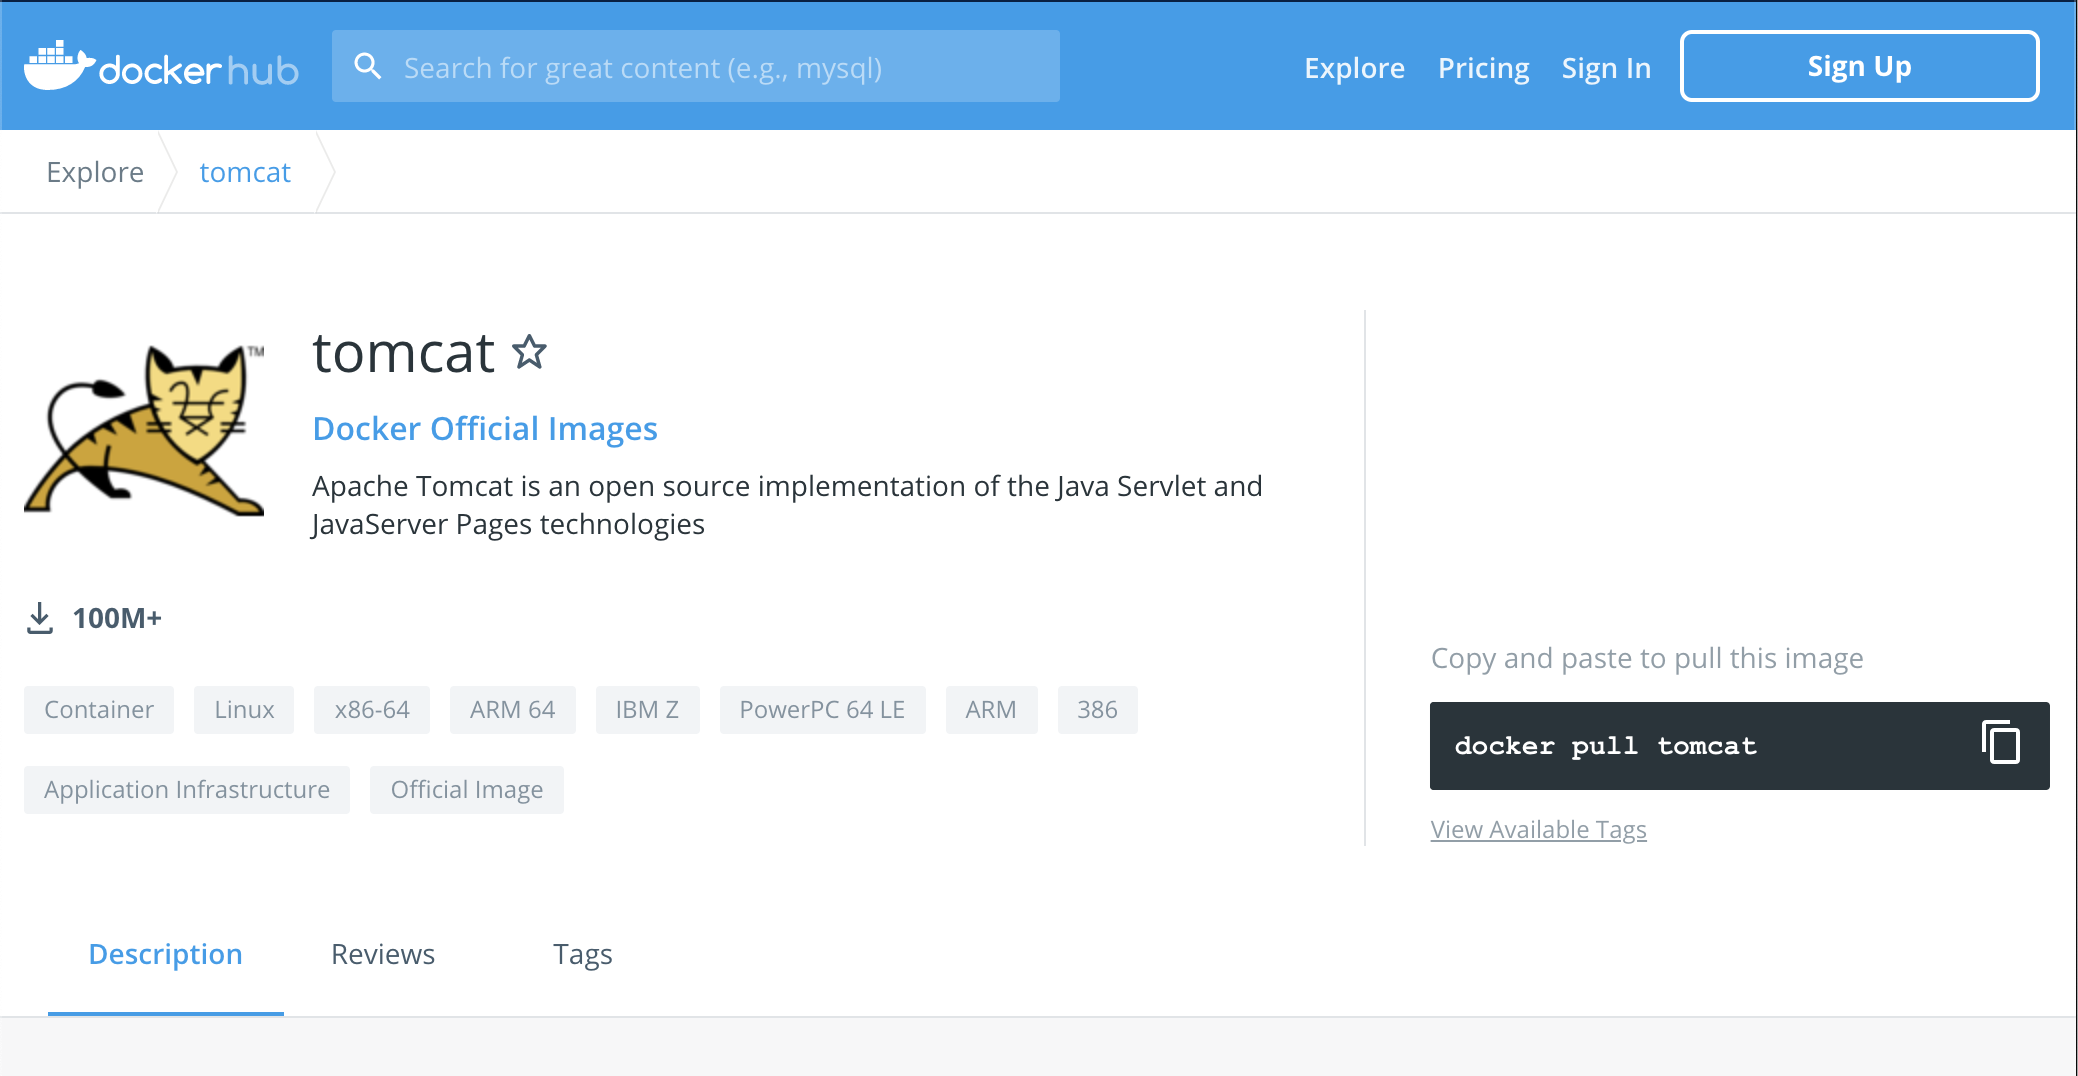 docker hub
Search for great content (e.g., mysql)
Explore
Pricing
Sign In
Sign Up
Explore
tomcat
TM
tomcat
Docker Official Images
Apache Tomcat is an open source implementation of the Java Servlet and
JavaServer Pages technologies
100M+
Container
Linux
x86-64
ARM 64
IBM Z
PowerPC 64 LE
ARM
386
Application Infrastructure
Official Image
Copy and paste to pull this image
docker pull tomcat
View Available Tags
Description
Reviews
Tags